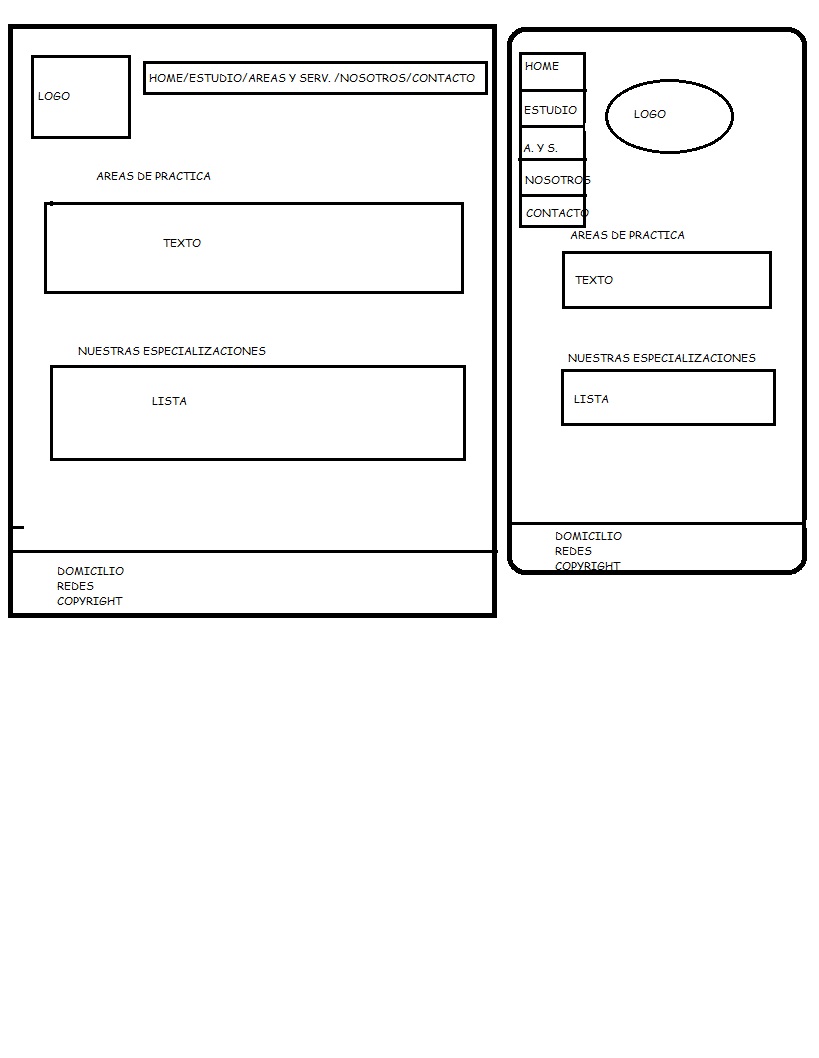 LOGO
HOME/ESTUDIO/AREAS Y SERV. /NOSOTROS/CONTACTO
AREAS DE PRACTICA
TEXTO
NUESTRAS ESPECIALIZACIONES
LISTA
DOMICILIO
REDES
COPYRIGHT
HOME
ESTUDIO
A. Y S.
NOSOTROS
CONTACTO
LOGO
AREAS DE PRACTICA
TEXTO
NUESTRAS ESPECIALIZACIONES
LISTA
DOMICILIO
REDES
COPYRIGHT